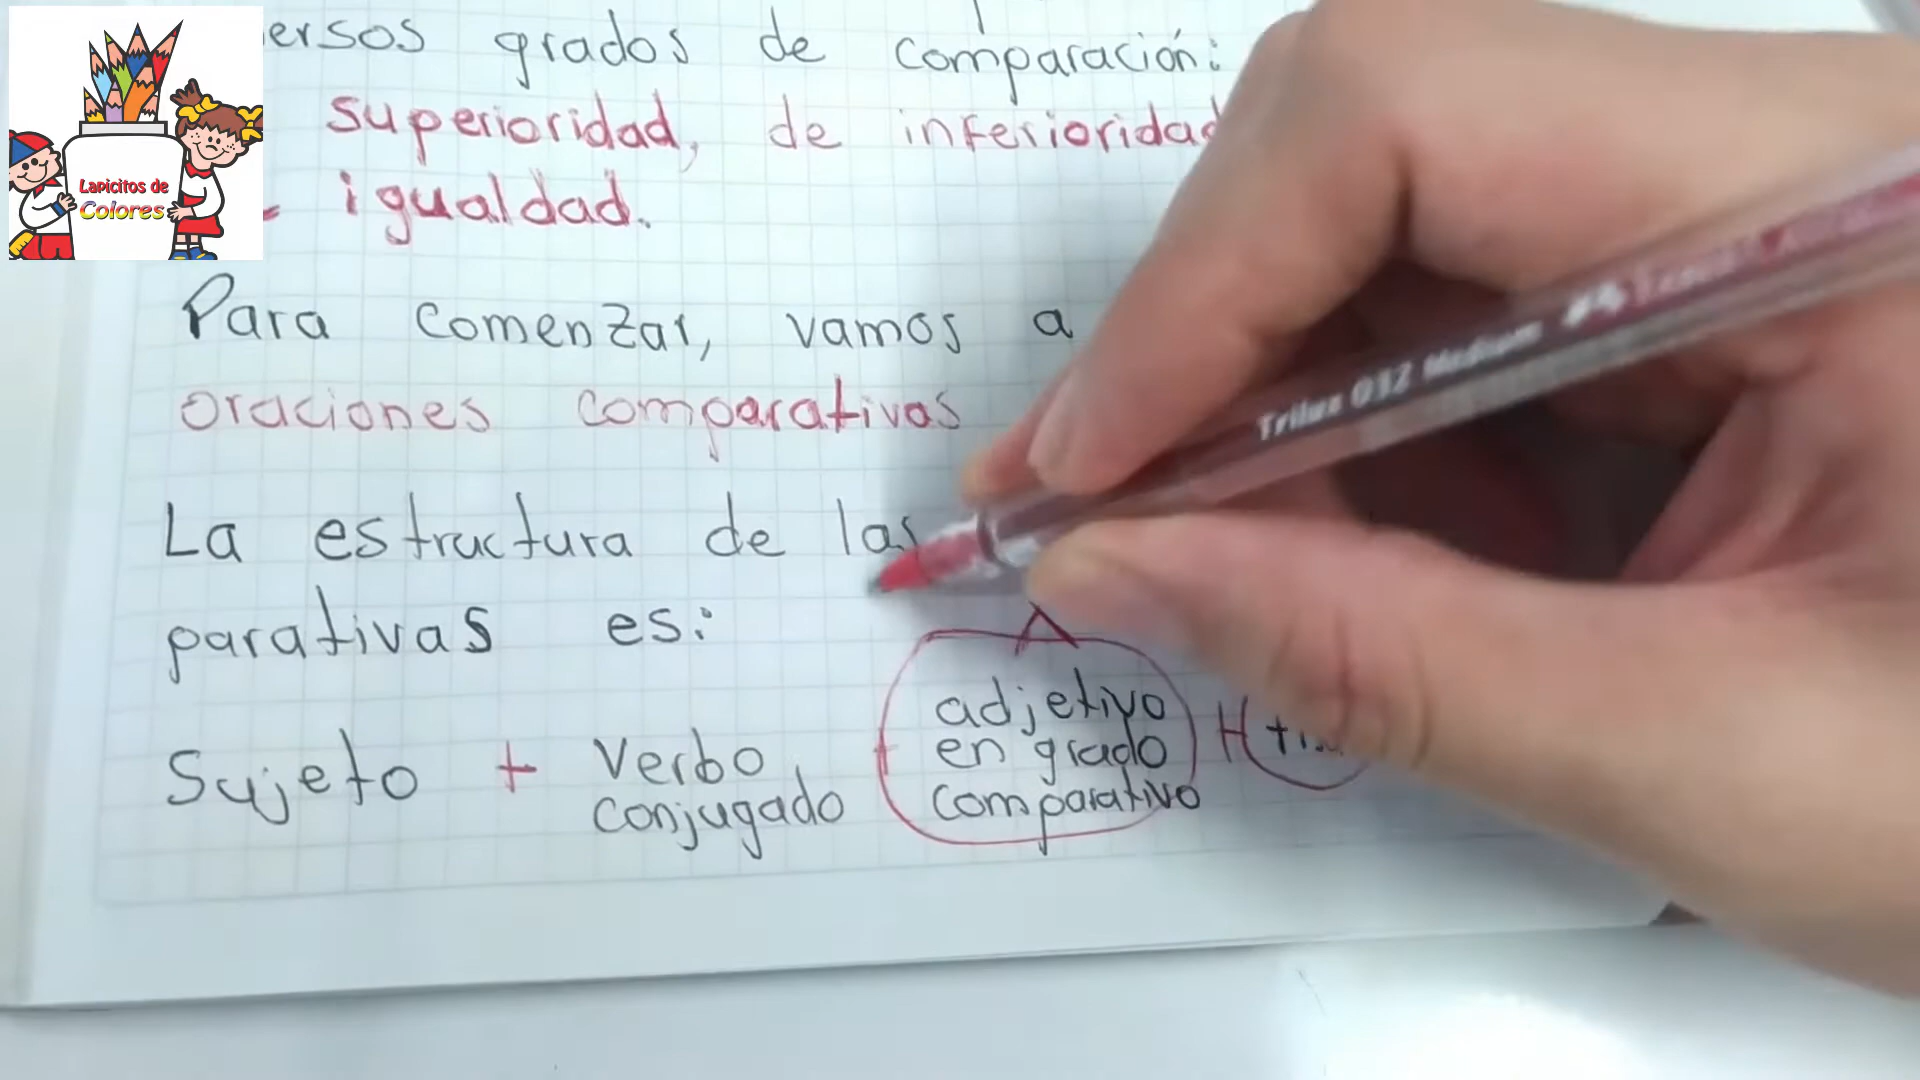 ersos grados de comparación:
superioridad, de inferioridad
igualdad.
Lapicitos de
Colores
Para comenzar, vamos a
oraciones comparativas
La estructura de las
parativas es:
A
Sujeto + verbo conjugado + adjetivo en grado comparativo +
Trilux 032 Medium